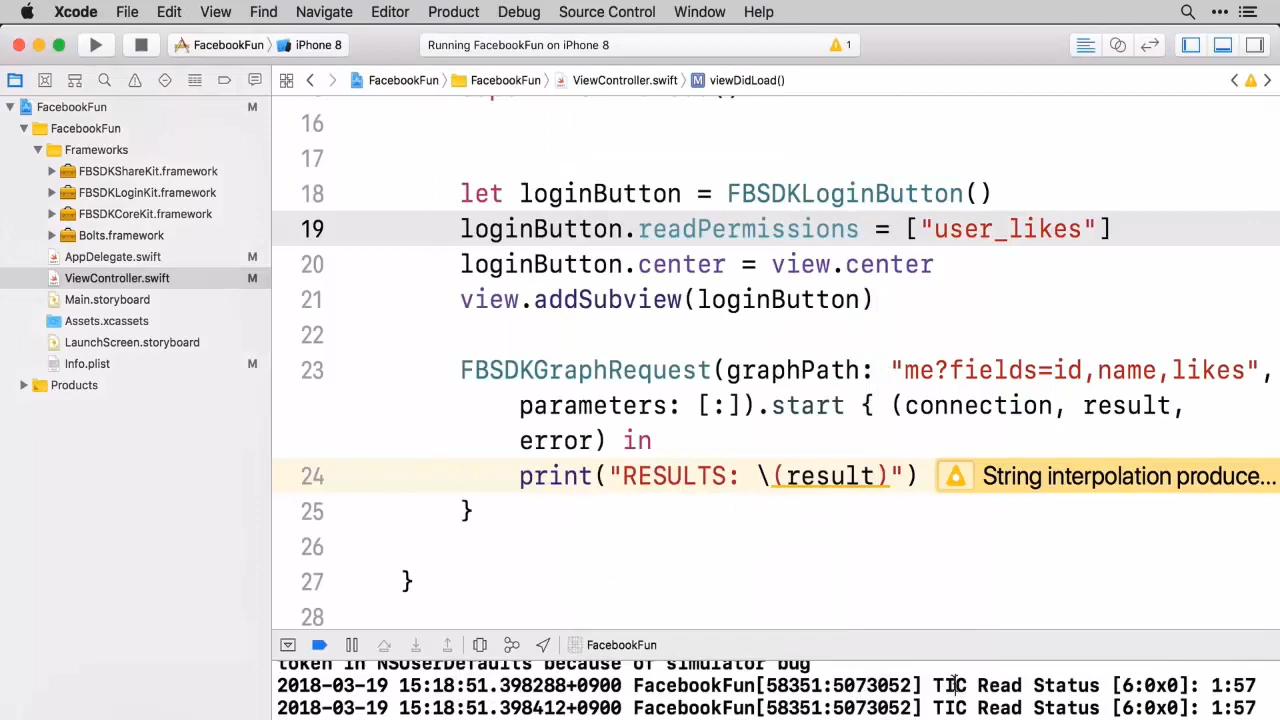 Xcode File Edit View Find Navigate Editor Product Debug Source Control Window Help
FacebookFun iPhone 8 Running FacebookFun on iPhone 8 1
FacebookFun FacebookFun ViewController.swift M viewDidLoad()
FacebookFun M
FacebookFun
Frameworks
FBSDKShareKit.framework
FBSDKLoginKit.framework
FBSDKCoreKit.framework
Bolts.framework
AppDelegate.swift M
ViewController.swift M
Main.storyboard
Assets.xcassets
LaunchScreen.storyboard
Info.plist M
Products
16
17
18 let loginButton = FBSDKLoginButton()
19 loginButton.readPermissions = ["user_likes"]
20 loginButton.center = view.center
21 view.addSubview(loginButton)
22
23 FBSDKGraphRequest(graphPath: "me?fields=id,name,likes",
parameters: [:]).start { (connection, result,
error) in
24 print("RESULTS: \(result)") String interpolation produce...
25 }
26
27 }
28
FacebookFun
token in NSUserDefaults because of simulator bug
2018-03-19 15:18:51.398288+0900 FacebookFun[58351:5073052] TIC Read Status [6:0x0]: 1:57
2018-03-19 15:18:51.398412+0900 FacebookFun[58351:5073052] TIC Read Status [6:0x0]: 1:57